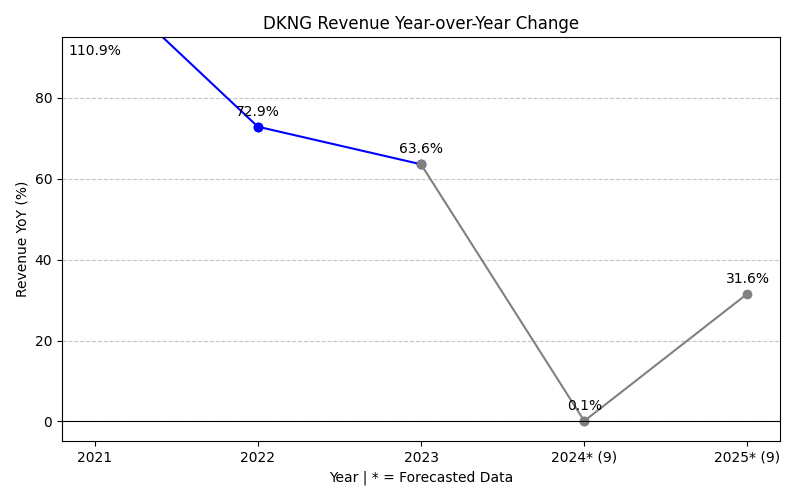 DKNG Revenue Year-over-Year Change
110.9%
72.9%
63.6%
0.1%
31.6%
80
60
40
20
0
Revenue YoY (%)
2021 2022 2023 2024* (9) 2025* (9)
Year | * = Forecasted Data